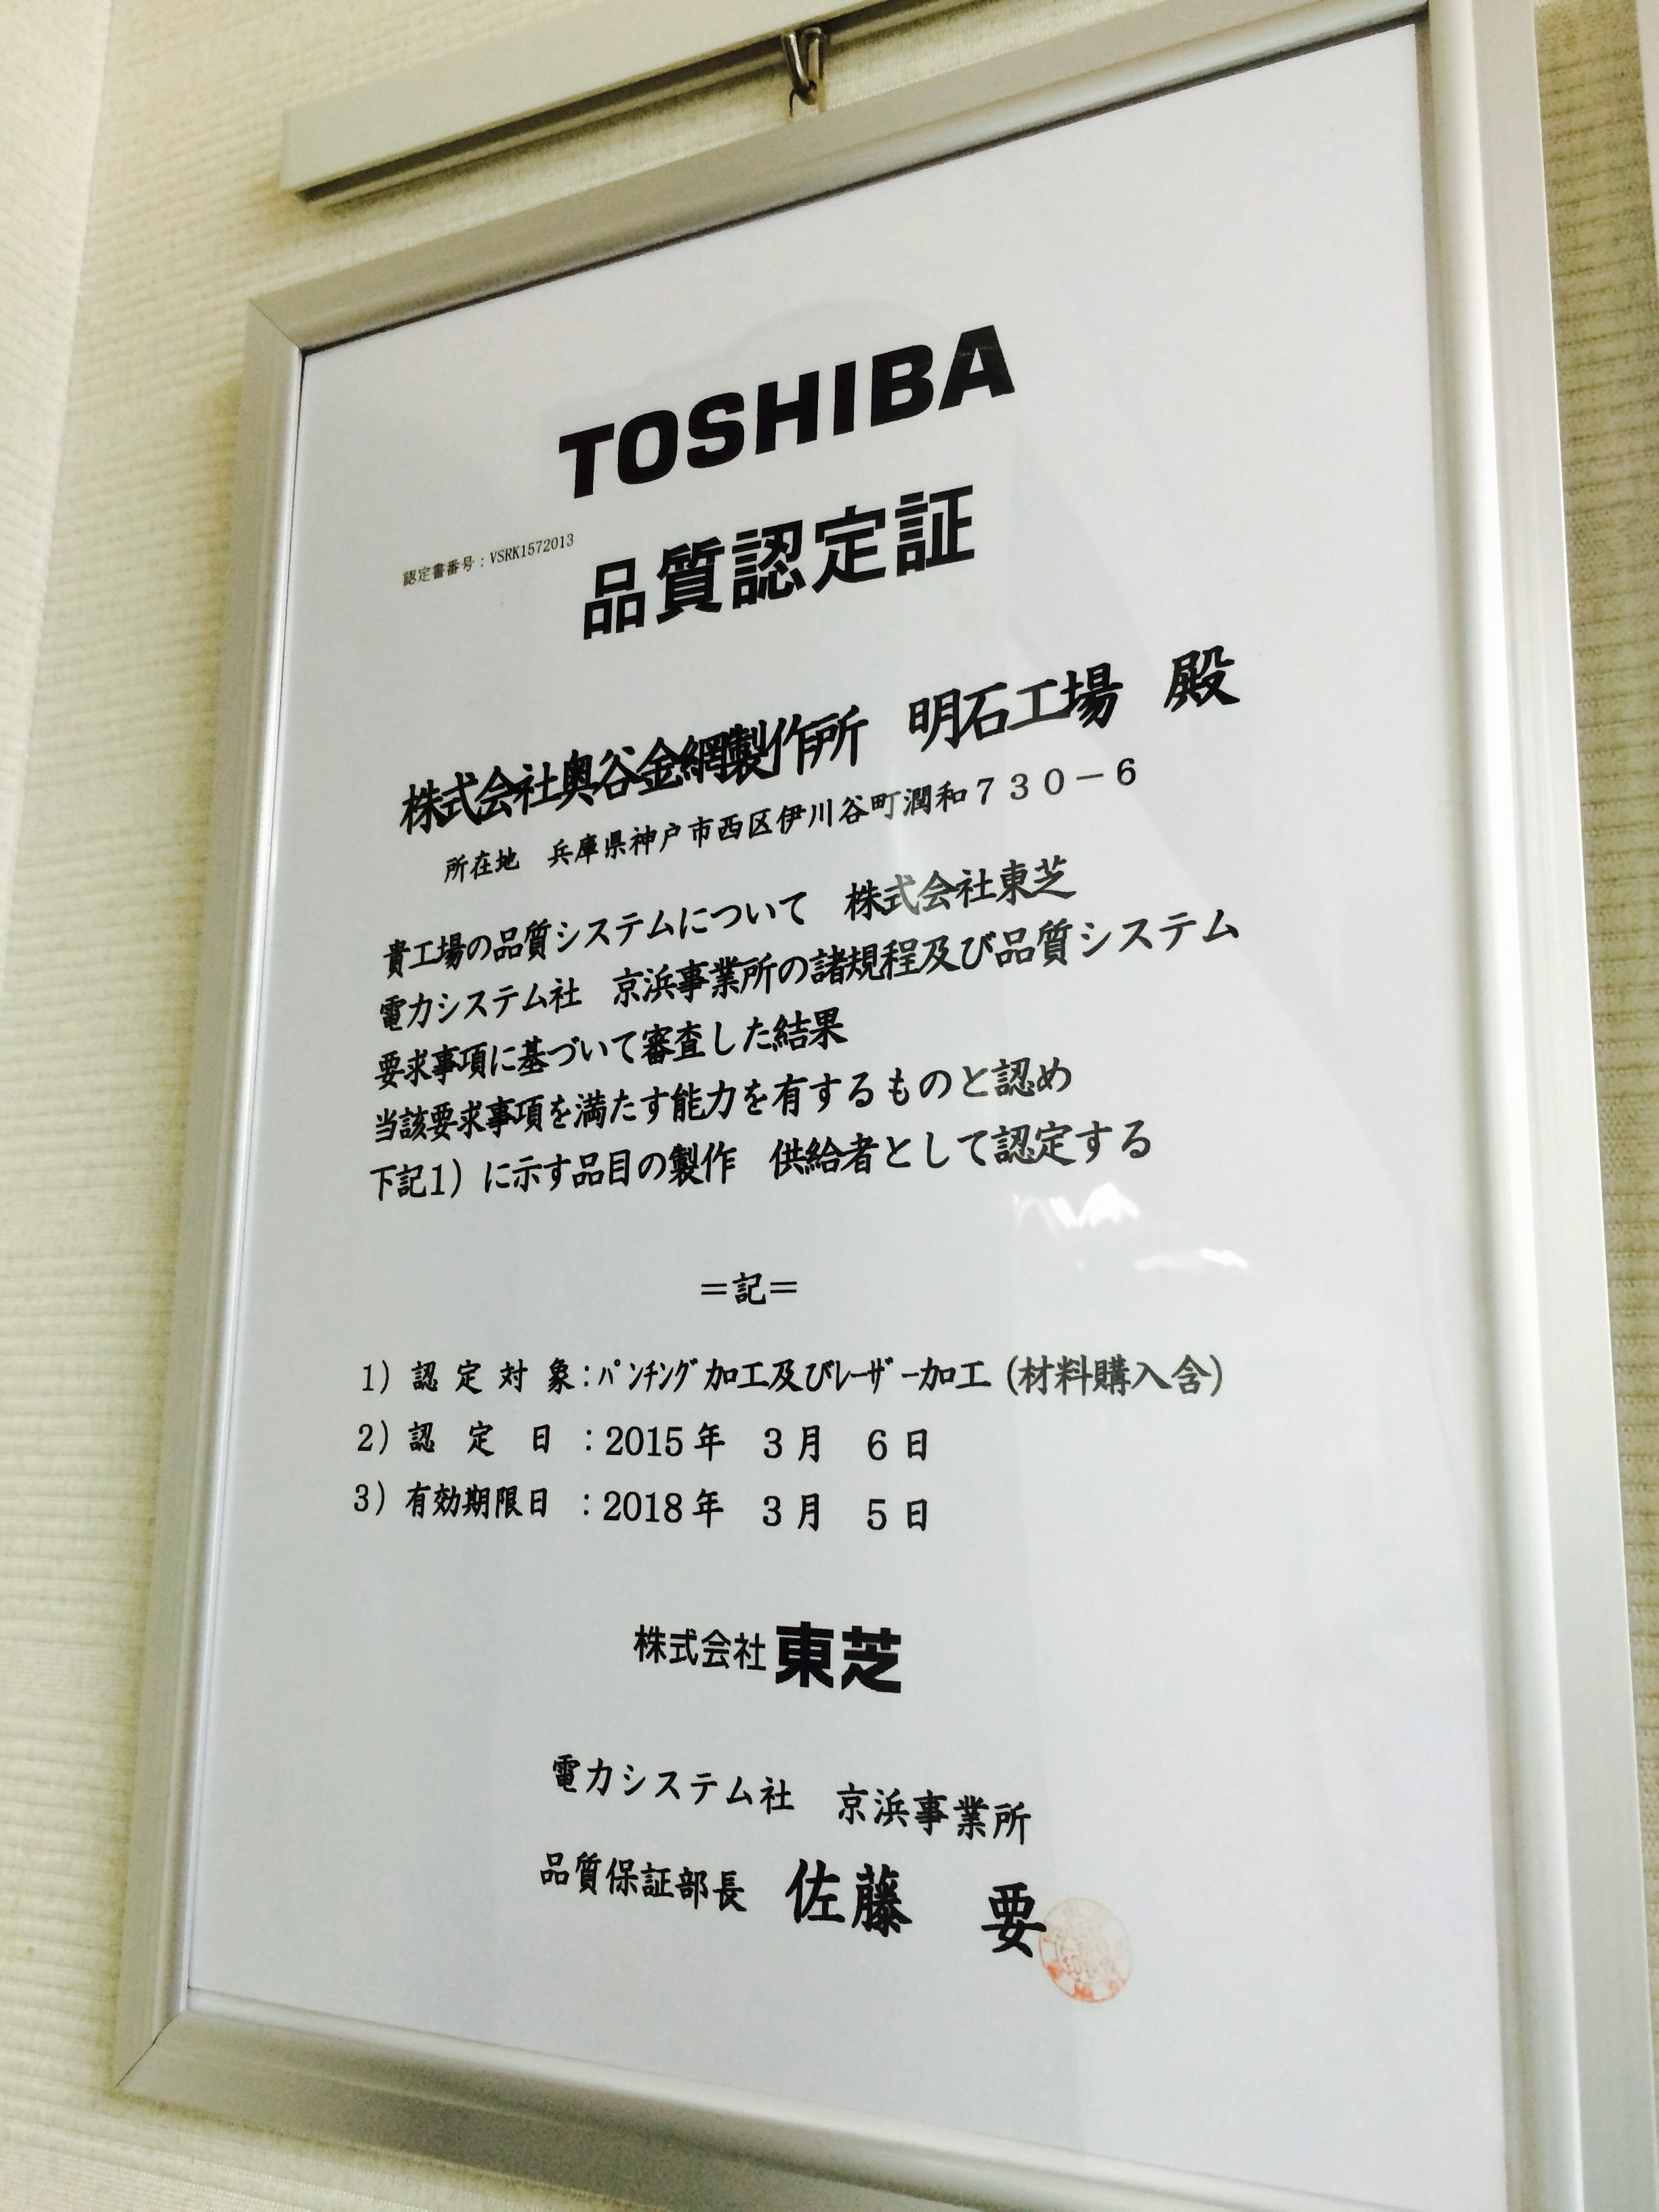 TOSHIBA
認定書番号:VSRK1572013
品質認定証
株式会社奥谷金網製作所　明石工場　殿
所在地　兵庫県神戸市西区伊川谷町潤和７３０－６
貴工場の品質システムについて　株式会社東芝
電力システム社　京浜事業所の諸規程及び品質システム
要求事項に基づいて審査した結果
当該要求事項を満たす能力を有するものと認め
下記1）に示す品目の製作　供給者として認定する
＝記＝
1）認 定 対 象：ﾊﾟﾝﾁﾝｸﾞ加工及びﾚｰｻﾞｰ加工（材料購入含）
2）認　定　日　：2015年　3月　6日
3）有効期限日　：2018年　3月　5日
株式会社 東芝
電力システム社　京浜事業所
品質保証部長　佐藤　要